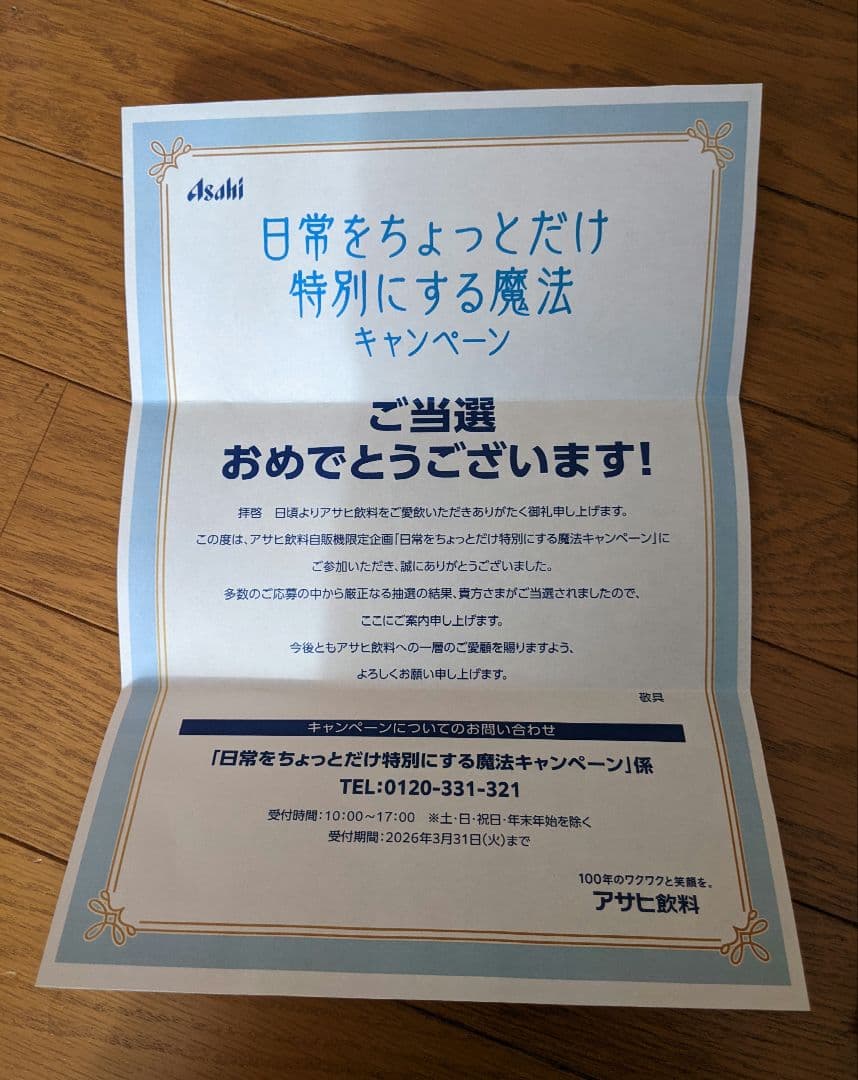 Asahi
日常をちょっとだけ
特別にする魔法
キャンペーン
ご当選
おめでとうございます!
拝啓　日頃よりアサヒ飲料をご愛飲いただきありがたく御礼申し上げます。
この度は、アサヒ飲料自販機限定企画「日常をちょっとだけ特別にする魔法キャンペーン」に
ご参加いただき、誠にありがとうございました。
多数のご応募の中から厳正なる抽選の結果、貴方さまがご当選されましたので、
ここにご案内申し上げます。
今後ともアサヒ飲料への一層のご愛顧を賜りますよう、
よろしくお願い申し上げます。
敬具
キャンペーンについてのお問い合わせ
「日常をちょっとだけ特別にする魔法キャンペーン」係
TEL:0120-331-321
受付時間:10:00～17:00　※土・日・祝日・年末年始を除く
受付期間:2026年3月31日(火)まで
100年のワクワクと笑顔を。
アサヒ飲料